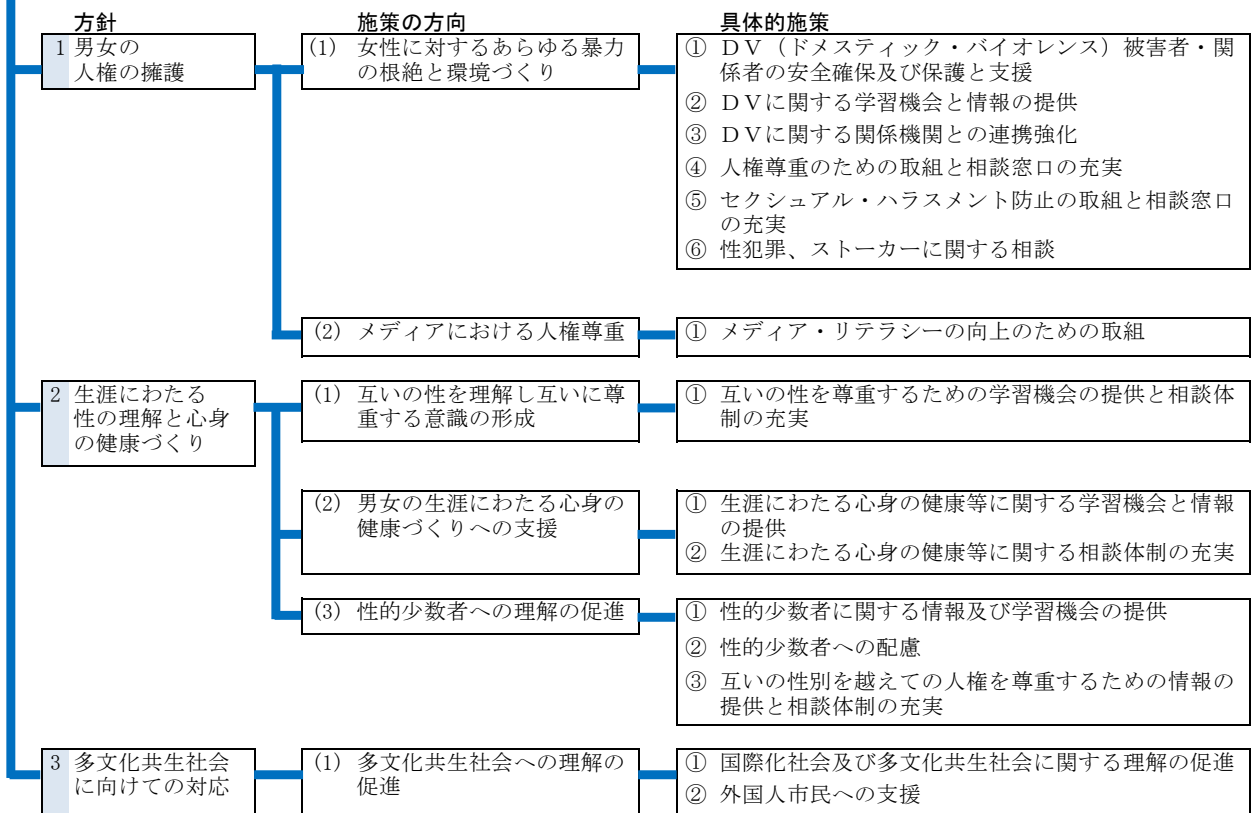 方針 施策の方向 具体的施策
1 男女の
人権の擁護
(1) 女性に対するあらゆる暴力
の根絶と環境づくり
① ＤＶ（ドメスティック・バイオレンス）被害者・関
係者の安全確保及び保護と支援
② ＤＶに関する学習機会と情報の提供
③ ＤＶに関する関係機関との連携強化
④ 人権尊重のための取組と相談窓口の充実
⑤ セクシュアル・ハラスメント防止の取組と相談窓口
の充実
⑥ 性犯罪、ストーカーに関する相談
(2) メディアにおける人権尊重
① メディア・リテラシーの向上のための取組
2 生涯にわたる
性の理解と心身
の健康づくり
(1) 互いの性を理解し互いに尊
重する意識の形成
① 互いの性を尊重するための学習機会の提供と相談体
制の充実
(2) 男女の生涯にわたる心身の
健康づくりへの支援
① 生涯にわたる心身の健康等に関する学習機会と情報
の提供
② 生涯にわたる心身の健康等に関する相談体制の充実
(3) 性的少数者への理解の促進
① 性的少数者に関する情報及び学習機会の提供
② 性的少数者への配慮
③ 互いの性別を越えての人権を尊重するための情報の
提供と相談体制の充実
3 多文化共生社会
に向けての対応
(1) 多文化共生社会への理解の
促進
① 国際化社会及び多文化共生社会に関する理解の促進
② 外国人市民への支援